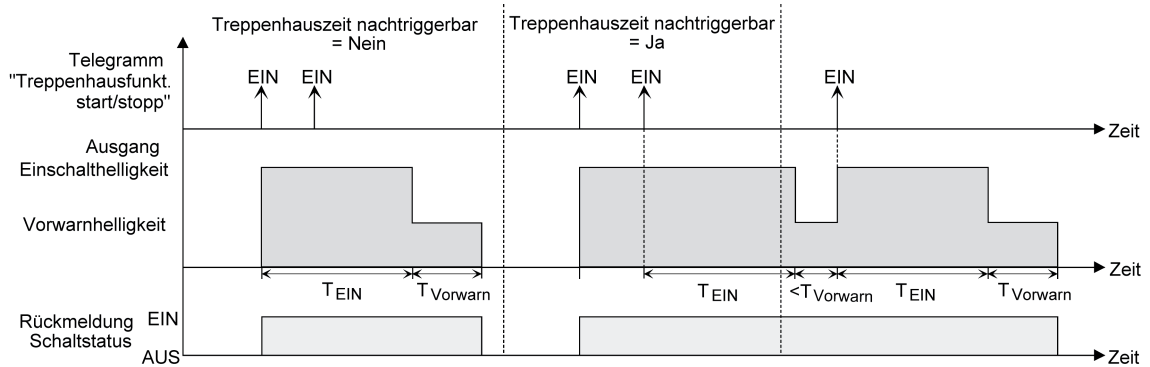 Treppenhauszeit nachtriggerbar
= Nein
Treppenhauszeit nachtriggerbar
= Ja
Telegramm
"Treppenhausfunkt.
start/stopp"
EIN
EIN
EIN
EIN
EIN
Zeit
Ausgang
Einschalthelligkeit
Vorwarnhelligkeit
Zeit
TEIN
TVorwarn
TEIN
<TVorwarn
TEIN
TVorwarn
Rückmeldung
Schaltstatus
EIN
AUS
Zeit